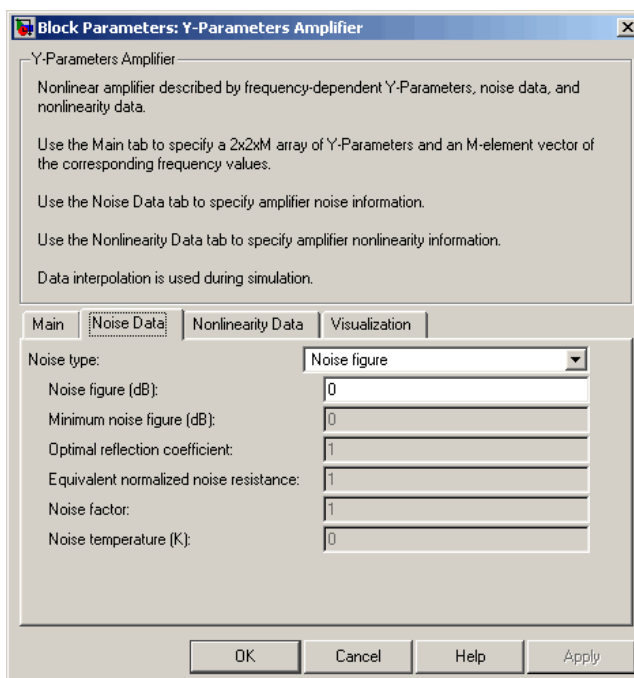 Block Parameters: Y-Parameters Amplifier
Y-Parameters Amplifier
Nonlinear amplifier described by frequency-dependent Y-Parameters, noise data, and
nonlinearity data.
Use the Main tab to specify a 2x2xM array of Y-Parameters and an M-element vector of
the corresponding frequency values.
Use the Noise Data tab to specify amplifier noise information.
Use the Nonlinearity Data tab to specify amplifier nonlinearity information.
Data interpolation is used during simulation.
Main Noise Data Nonlinearity Data Visualization
Noise type: Noise figure
Noise figure (dB): 0
Minimum noise figure (dB): 0
Optimal reflection coefficient: 1
Equivalent normalized noise resistance: 1
Noise factor: 1
Noise temperature (K): 0
OK Cancel Help Apply